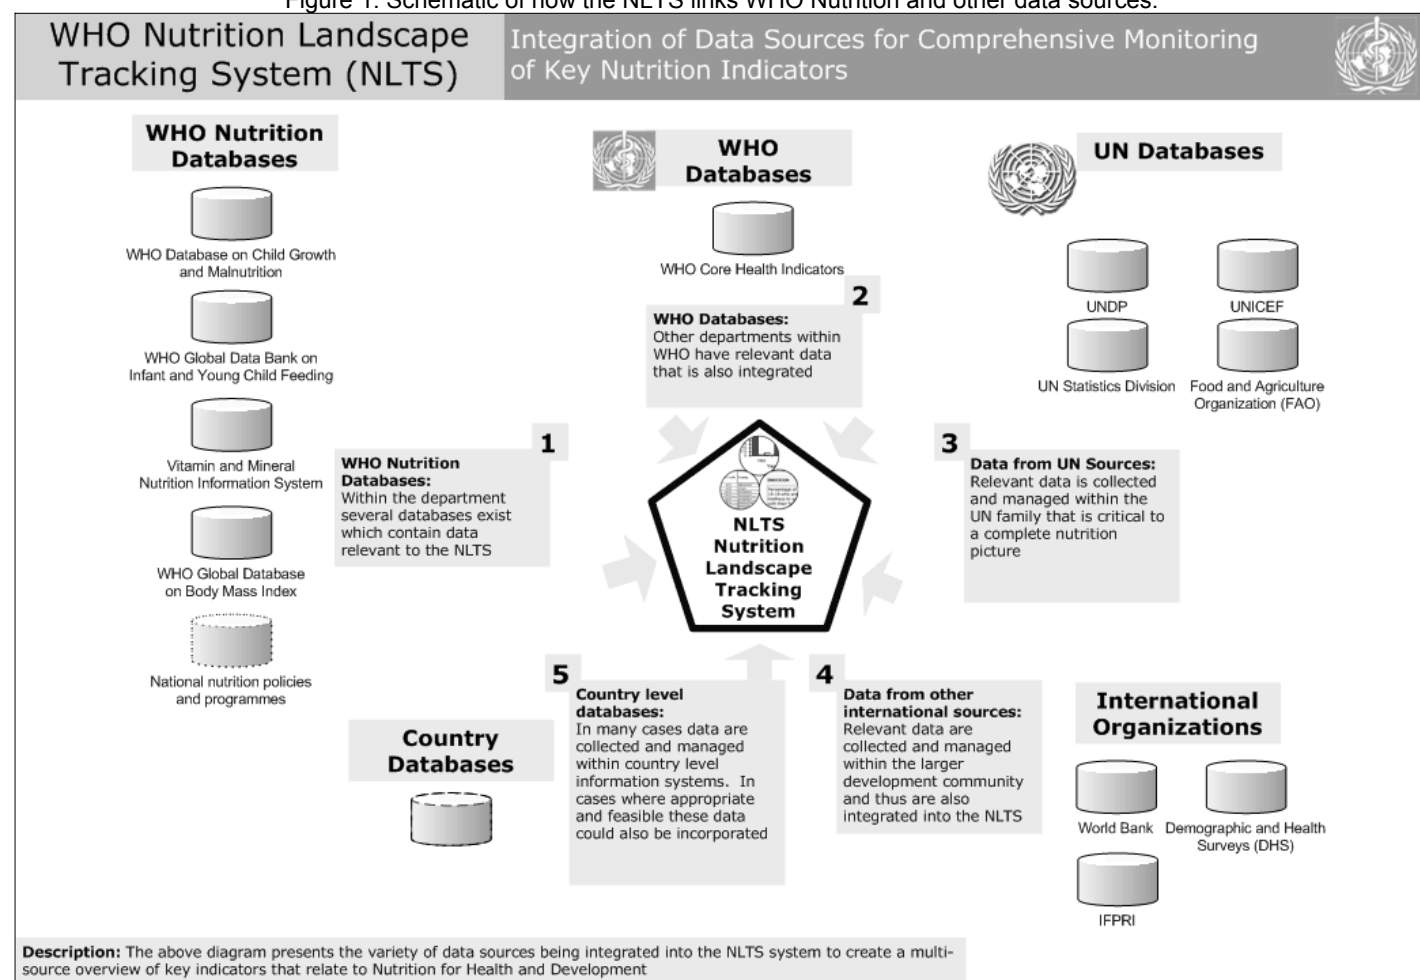 Figure 1. Schematic of how the NLTS links WHO Nutrition and other data sources.
WHO Nutrition Landscape
Tracking System (NLTS)
Integration of Data Sources for Comprehensive Monitoring
of Key Nutrition Indicators
WHO Nutrition
Databases
WHO Database on Child Growth
and Malnutrition
WHO Global Data Bank on
Infant and Young Child Feeding
Vitamin and Mineral
Nutrition Information System
WHO Global Database
on Body Mass Index
National nutrition policies
and programmes
1
WHO Nutrition
Databases:
Within the department
several databases exist
which contain data
relevant to the NLTS
WHO
Databases
WHO Core Health Indicators
2
WHO Databases:
Other departments within
WHO have relevant data
that is also integrated
UN Databases
UNDP
UNICEF
UN Statistics Division
Food and Agriculture
Organization (FAO)
3
Data from UN Sources:
Relevant data is collected
and managed within the
UN family that is critical to
a complete nutrition
picture
NLTS
Nutrition
Landscape
Tracking
System
Country
Databases
5
Country level
databases:
In many cases data are
collected and managed
within country level
information systems. In
cases where appropriate
and feasible these data
could also be incorporated
4
Data from other
international sources:
Relevant data are
collected and managed
within the larger
development community
and thus are also
integrated into the NLTS
International
Organizations
World Bank
Demographic and Health
Surveys (DHS)
IFPRI
Description: The above diagram presents the variety of data sources being integrated into the NLTS system to create a multi-
source overview of key indicators that relate to Nutrition for Health and Development